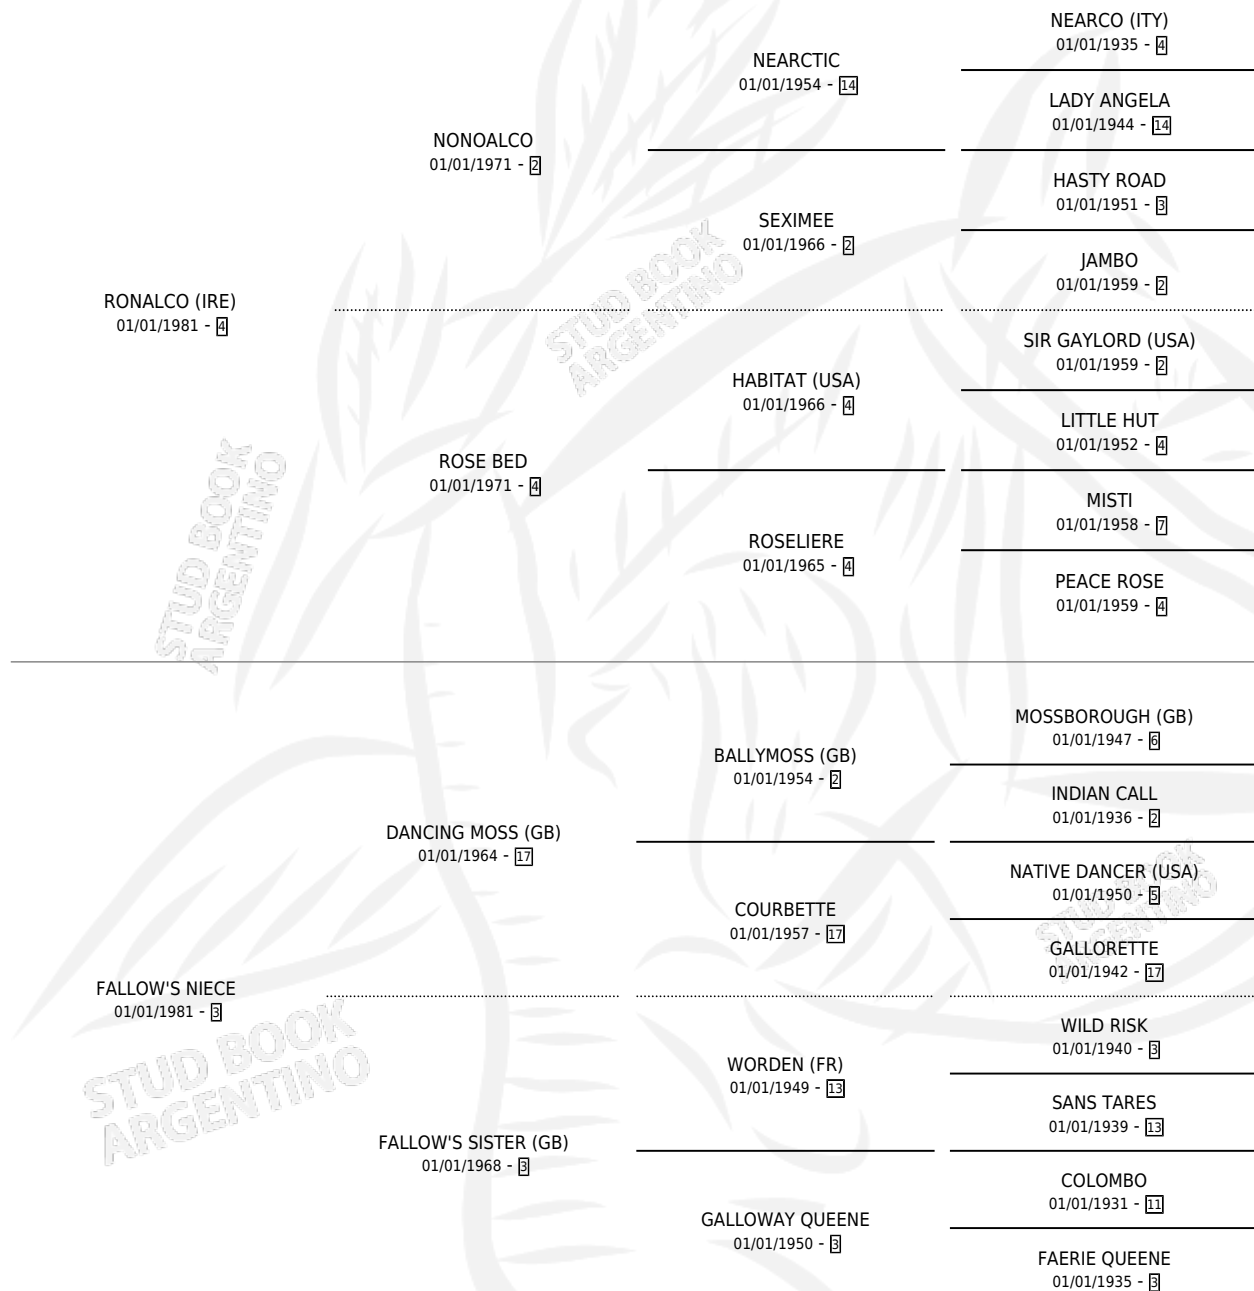 NEARCO (ITY)
01/01/1935 - 4
NEARCTIC
01/01/1954 - 14
LADY ANGELA
01/01/1944 - 14
NONOALCO
01/01/1971 - 2
HASTY ROAD
01/01/1951 - 3
SEXIMEE
01/01/1966 - 2
JAMBO
01/01/1959 - 2
RONALCO (IRE)
01/01/1981 - 4
SIR GAYLORD (USA)
01/01/1959 - 2
HABITAT (USA)
01/01/1966 - 4
LITTLE HUT
01/01/1952 - 4
ROSE BED
01/01/1971 - 4
MISTI
01/01/1958 - 7
ROSELIERE
01/01/1965 - 4
PEACE ROSE
01/01/1959 - 4
MOSSBOROUGH (GB)
01/01/1947 - 6
BALLYMOSS (GB)
01/01/1954 - 2
INDIAN CALL
01/01/1936 - 2
DANCING MOSS (GB)
01/01/1964 - 17
NATIVE DANCER (USA)
01/01/1950 - 5
COURBETTE
01/01/1957 - 17
GALLORETTE
01/01/1942 - 17
FALLOW'S NIECE
01/01/1981 - 3
WILD RISK
01/01/1940 - 3
WORDEN (FR)
01/01/1949 - 13
SANS TARES
01/01/1939 - 13
FALLOW'S SISTER (GB)
01/01/1968 - 3
COLOMBO
01/01/1931 - 11
GALLOWAY QUEENE
01/01/1950 - 3
FAERIE QUEENE
01/01/1935 - 3
STUD BOOK
ARGENTINO
STUD BOOK
ARGENTINO
STUD BOOK
ARGENTINO
STUD BOOK
ARGENTINO